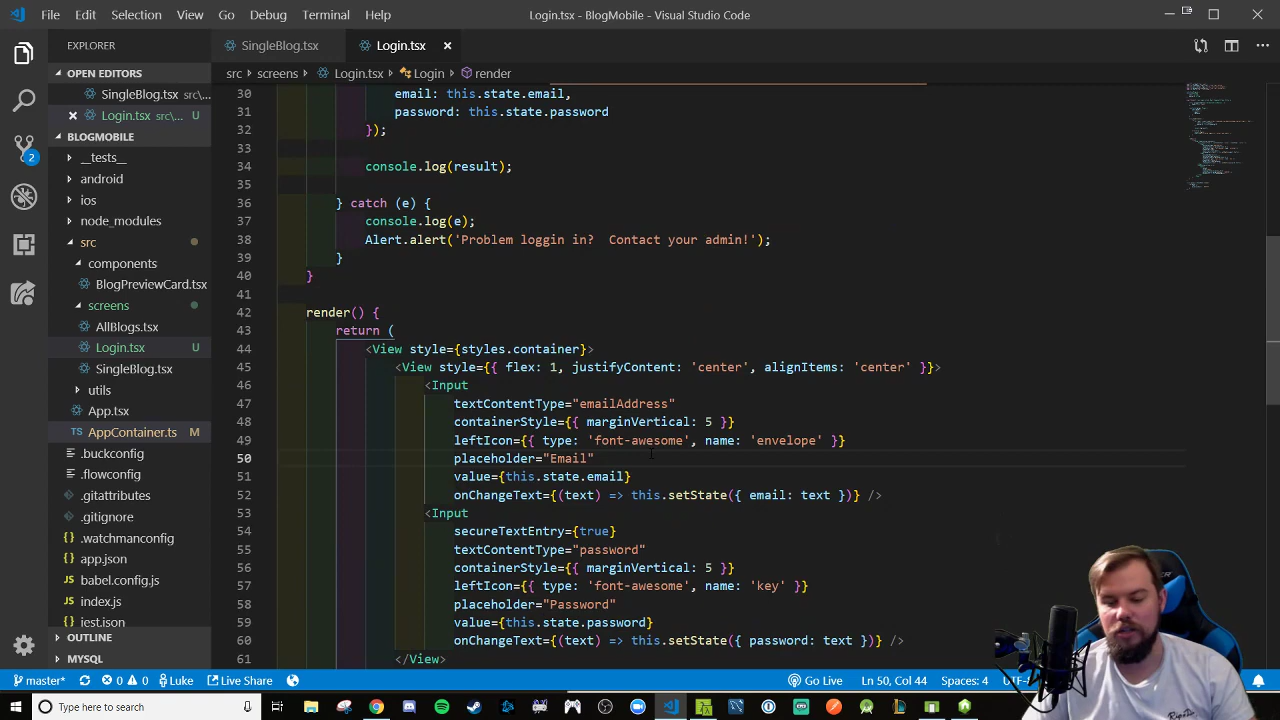 File Edit Selection View Go Debug Terminal Help
Login.tsx - BlogMobile - Visual Studio Code
EXPLORER
OPEN EDITORS
SingleBlog.tsx src\...
Login.tsx src\... U
BLOGMOBILE
__tests__
android
ios
node_modules
src
components
BlogPreviewCard.tsx
screens
AllBlogs.tsx
Login.tsx U
SingleBlog.tsx
utils
App.tsx
AppContainer.ts M
.buckconfig
.flowconfig
.gitattributes
.gitignore
.watchmanconfig
app.json
babel.config.js
index.js
jest.json
OUTLINE
MYSQL
2
SingleBlog.tsx Login.tsx
src screens Login.tsx Login render
30 email: this.state.email,
31 password: this.state.password
32 });
33
34 console.log(result);
35
36 } catch (e) {
37 console.log(e);
38 Alert.alert('Problem loggin in?  Contact your admin!');
39 }
40 }
41
42 render() {
43 return (
44 <View style={styles.container}>
45 <View style={{ flex: 1, justifyContent: 'center', alignItems: 'center' }}>
46 <Input
47 textContentType="emailAddress"
48 containerStyle={{ marginVertical: 5 }}
49 leftIcon={{ type: 'font-awesome', name: 'envelope' }}
50 placeholder="Email"
51 value={this.state.email}
52 onChangeText={(text) => this.setState({ email: text })} />
53 <Input
54 secureTextEntry={true}
55 textContentType="password"
56 containerStyle={{ marginVertical: 5 }}
57 leftIcon={{ type: 'font-awesome', name: 'key' }}
58 placeholder="Password"
59 value={this.state.password}
60 onChangeText={(text) => this.setState({ password: text })} />
61 </View>
master* 0 0 Luke Live Share Go Live Ln 50, Col 44 Spaces: 4
Type here to search